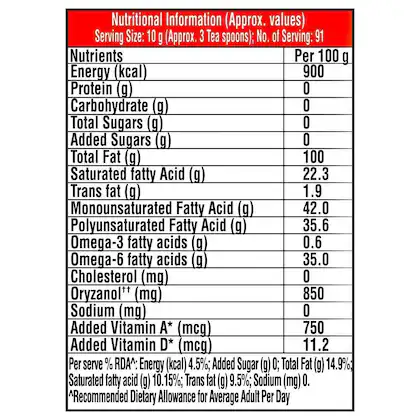 Nutritional Information (Approx. values)
Serving Size: 10 g (Approx. 3 Tea spoons); No. of Serving: 91
Nutrients Per 100 g
Energy (kcal) 900
Protein (g) 0
Carbohydrate (g) 0
Total Sugars (g) 0
Added Sugars (g) 0
Total Fat (g) 100
Saturated fatty Acid (g) 22.3
Trans fat (g) 1.9
Monounsaturated Fatty Acid (g) 42.0
Polyunsaturated Fatty Acid (g) 35.6
Omega-3 fatty acids (g) 0.6
Omega-6 fatty acids (g) 35.0
Cholesterol (mg) 0
Oryzanol†† (mg) 850
Sodium (mg) 0
Added Vitamin A* (mcg) 750
Added Vitamin D* (mcg) 11.2
Per serve % RDA^: Energy (kcal) 4.5%; Added Sugar (g) 0; Total Fat (g) 14.9%;
Saturated fatty acid (g) 10.15%; Trans fat (g) 9.5%; Sodium (mg) 0.
^Recommended Dietary Allowance for Average Adult Per Day